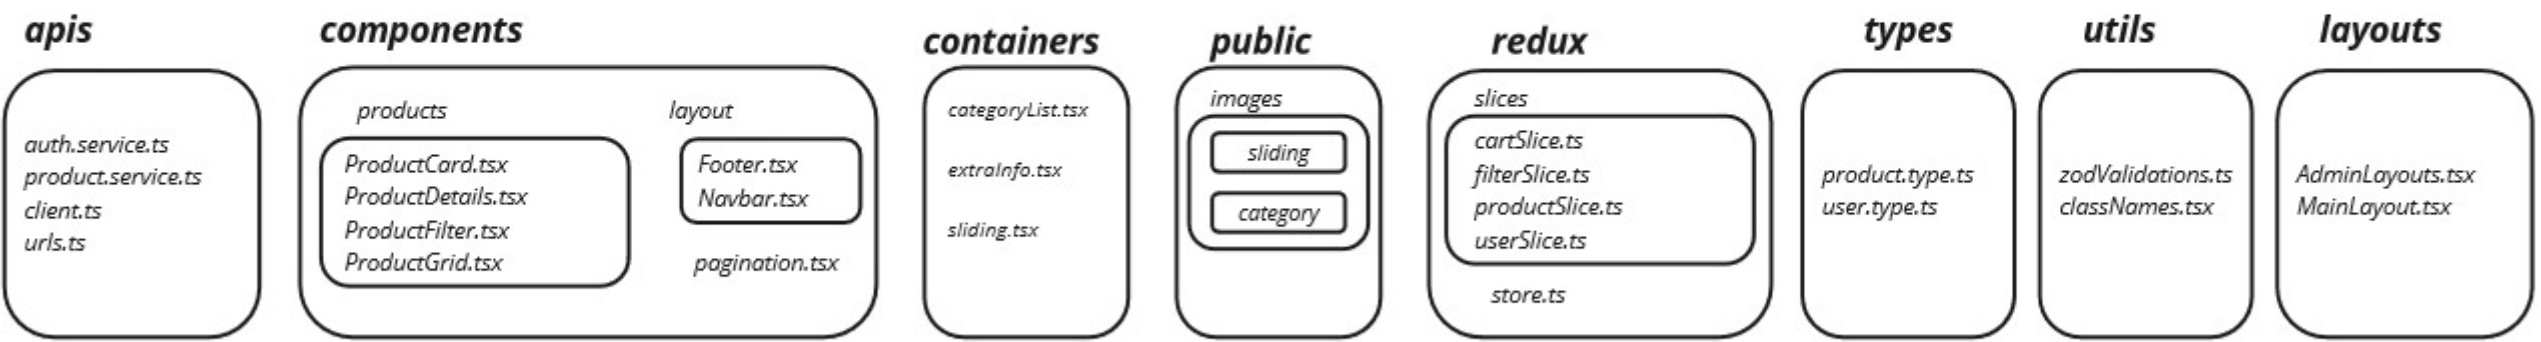 apis
auth.service.ts
product.service.ts
client.ts
urls.ts
components
products
ProductCard.tsx
ProductDetails.tsx
ProductFilter.tsx
ProductGrid.tsx
layout
Footer.tsx
Navbar.tsx
pagination.tsx
containers
categoryList.tsx
extraInfo.tsx
sliding.tsx
public
images
sliding
category
redux
slices
cartSlice.ts
filterSlice.ts
productSlice.ts
userSlice.ts
store.ts
types
product.type.ts
user.type.ts
utils
zodValidations.ts
classNames.tsx
layouts
AdminLayouts.tsx
MainLayout.tsx